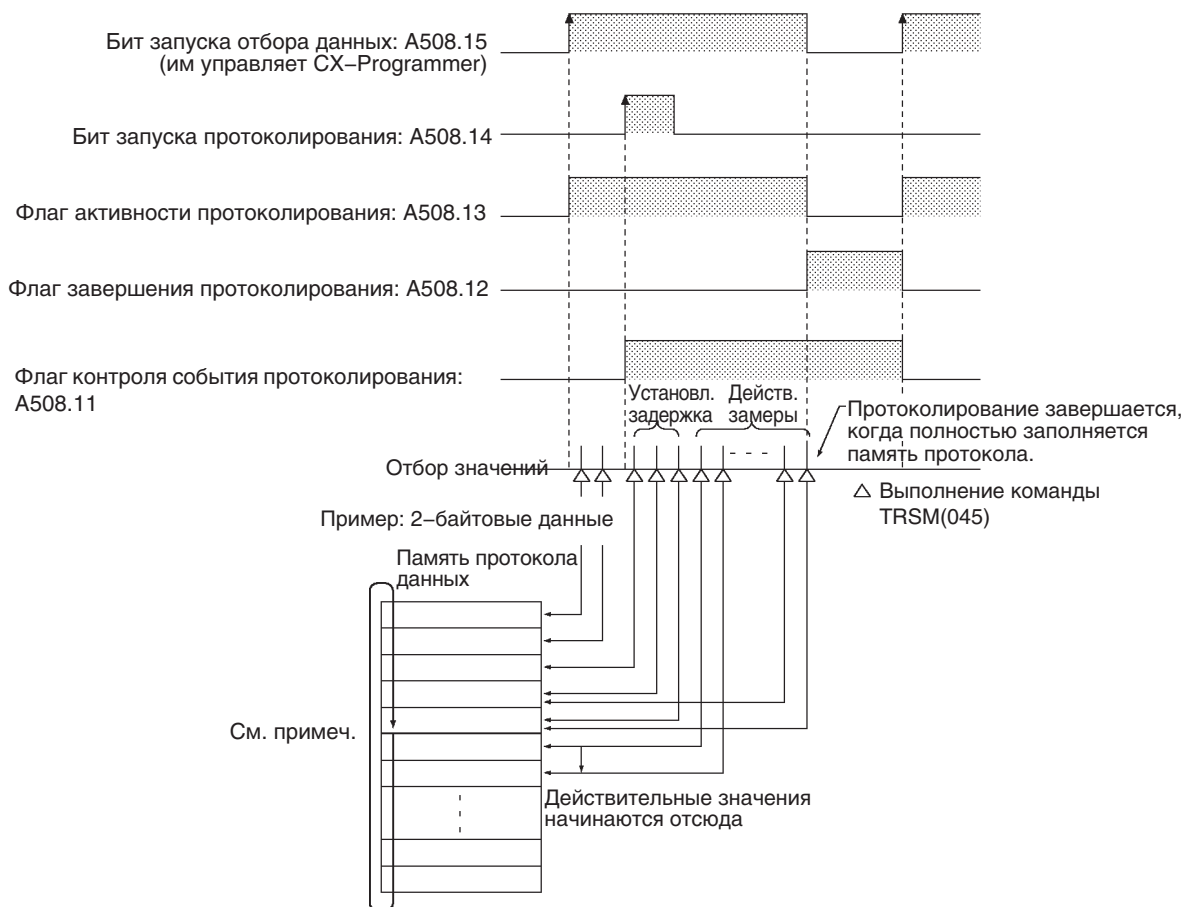 Бит запуска отбора данных: A508.15
(им управляет CX–Programmer)
Бит запуска протоколирования: A508.14
Флаг активности протоколирования: A508.13
Флаг завершения протоколирования: A508.12
Флаг контроля события протоколирования:
A508.11
Установл.
задержка
Действ.
замеры
Протоколирование завершается,
когда полностью заполняется
память протокола.
Отбор значений
△ Выполнение команды
TRSM(045)
Пример: 2–байтовые данные
Память протокола
данных
См. примеч.
Действительные значения
начинаются отсюда